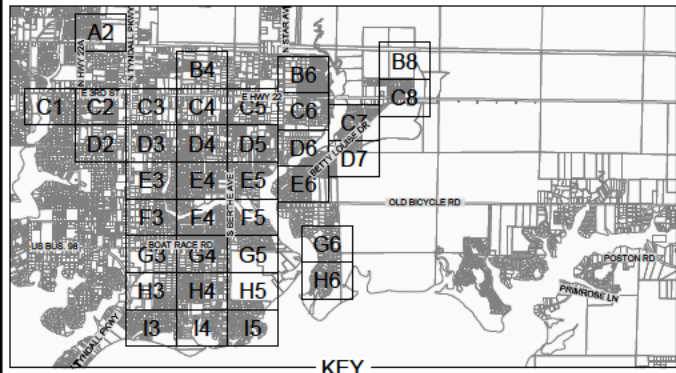 A2
N HWY 22A
N TYNDALL PKWY
N STAR AVE
B4
B6
B8
E 3RD ST
E HWY 22
C1 C2 C3 C4 C5 C6 C7 C8
D2 D3 D4 D5 D6 D7
BETTY LOUISE DR
E3 E4 E5 E6
S BERTHE AVE
OLD BICYCLE RD
F3 F4 F5
US BUS. 98
BOAT RACE RD
G3 G4 G5 G6
POSTON RD
H3 H4 H5 H6
PRIMROSE LN
TYNDALL PKWY
I3 I4 I5
KEY